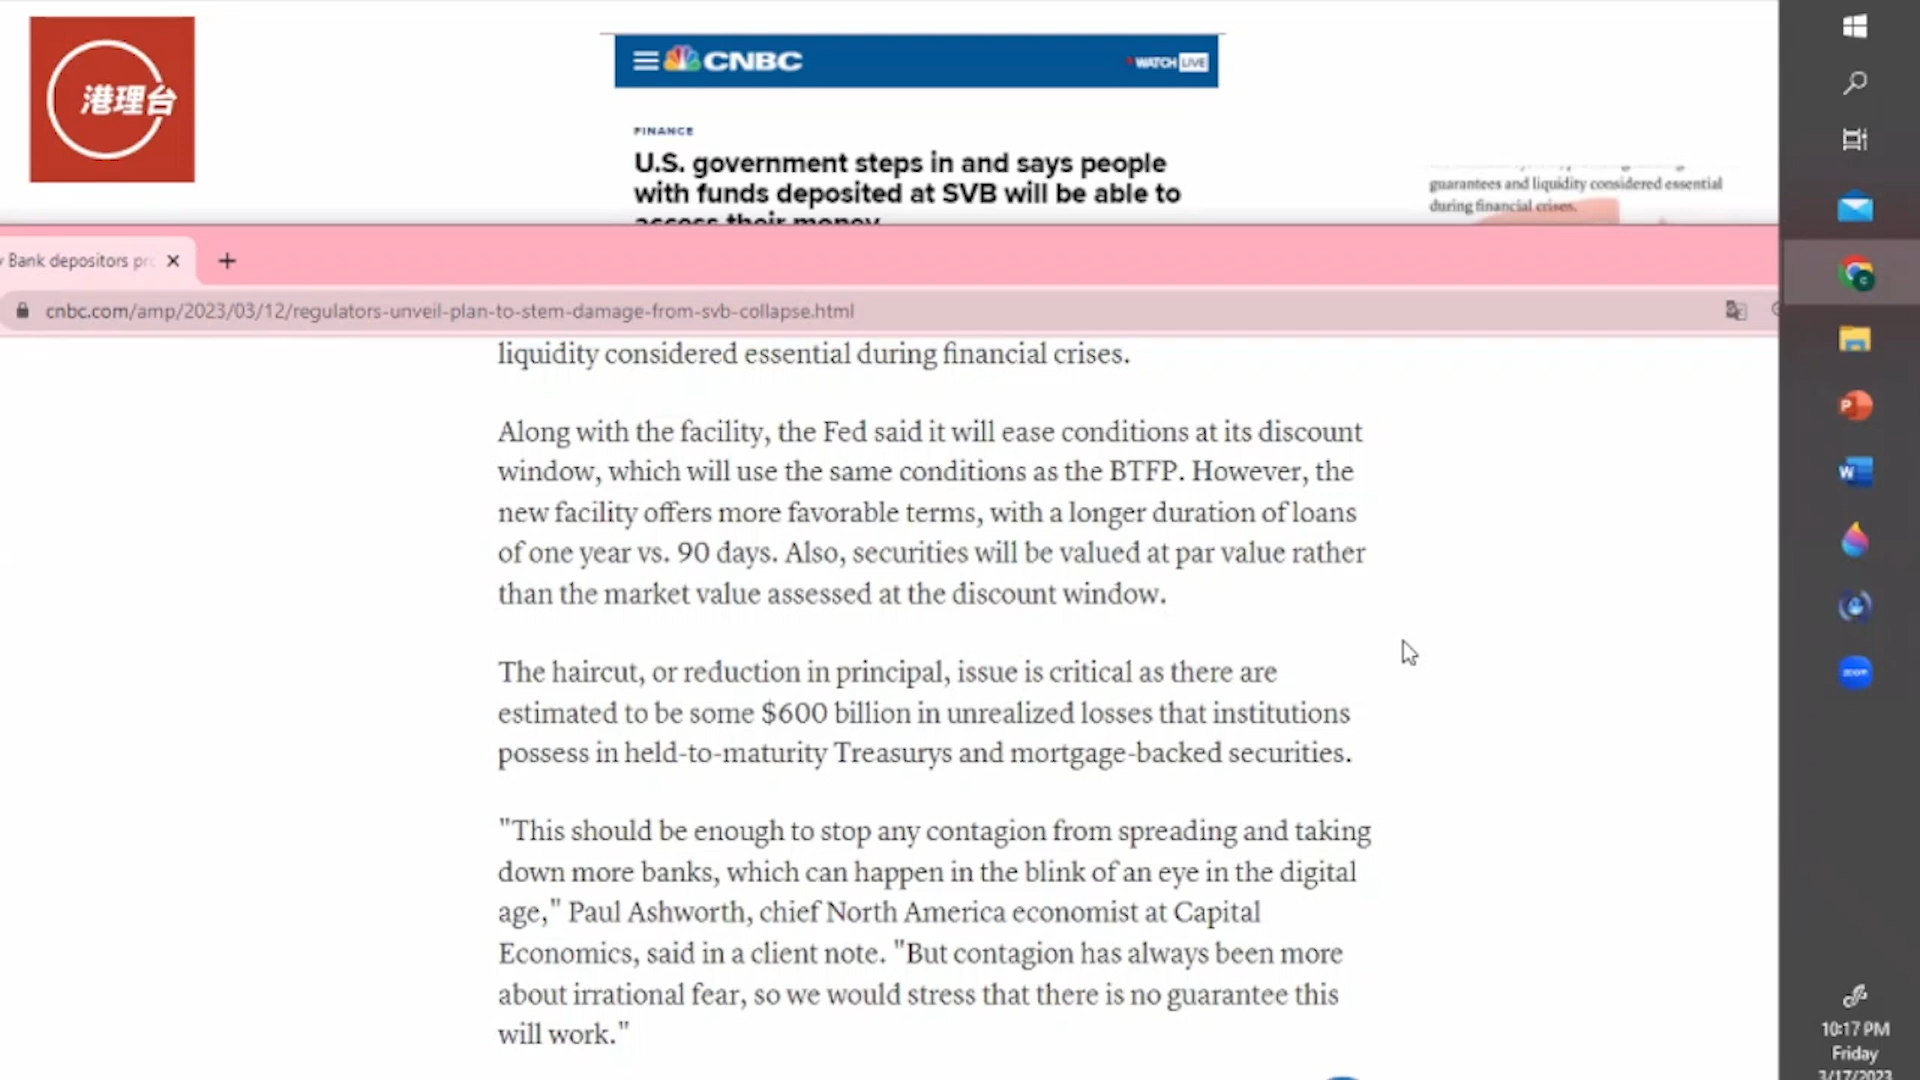 港理台
CNBC
WATCH LIVE
FINANCE
U.S. government steps in and says people
with funds deposited at SVB will be able to
access their money
guarantees and liquidity considered essential
during financial crises.
Bank depositors pr
cnbc.com/amp/2023/03/12/regulators-unveil-plan-to-stem-damage-from-svb-collapse.html
liquidity considered essential during financial crises.
Along with the facility, the Fed said it will ease conditions at its discount
window, which will use the same conditions as the BTFP. However, the
new facility offers more favorable terms, with a longer duration of loans
of one year vs. 90 days. Also, securities will be valued at par value rather
than the market value assessed at the discount window.
The haircut, or reduction in principal, issue is critical as there are
estimated to be some $600 billion in unrealized losses that institutions
possess in held-to-maturity Treasurys and mortgage-backed securities.
"This should be enough to stop any contagion from spreading and taking
down more banks, which can happen in the blink of an eye in the digital
age," Paul Ashworth, chief North America economist at Capital
Economics, said in a client note. "But contagion has always been more
about irrational fear, so we would stress that there is no guarantee this
will work."
zoom
10:17 PM
Friday
3/17/2023